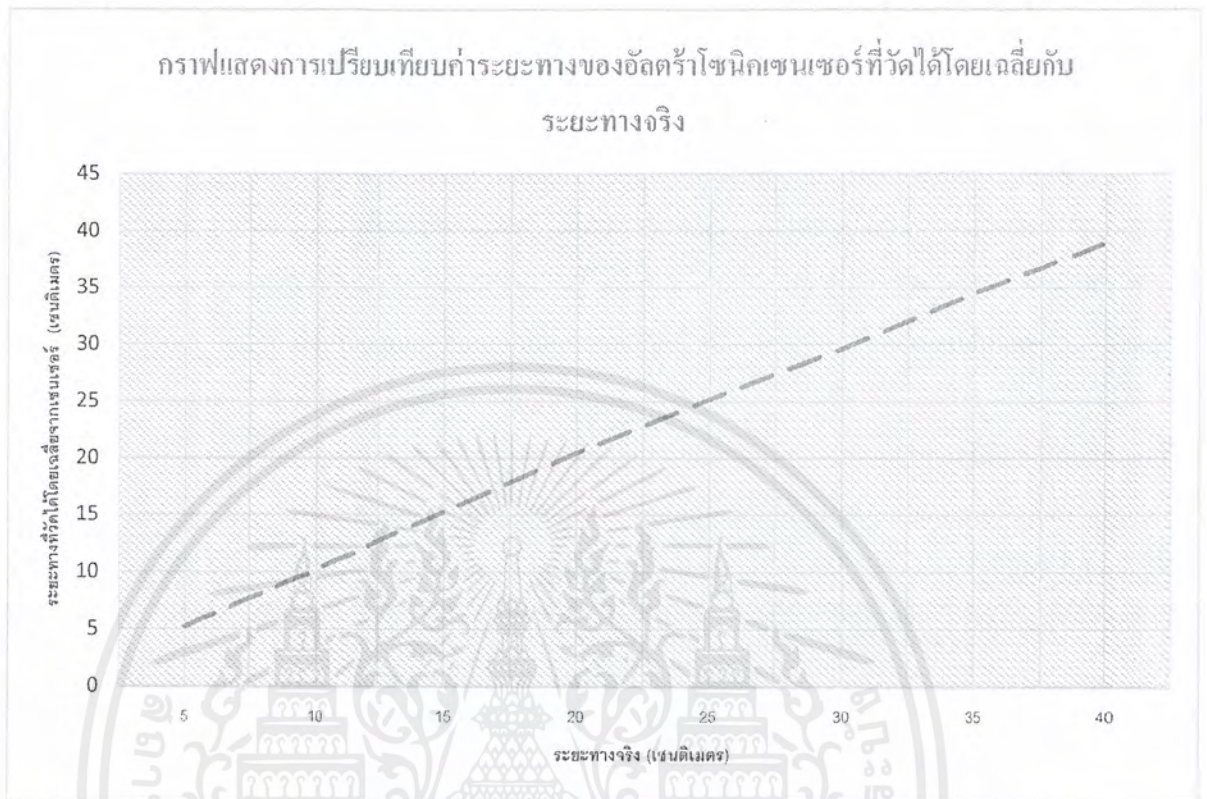 กราฟแสดงการเปรียบเทียบค่าระยะทางของอัลตร้าโซนิคเซนเซอร์ที่วัดได้โดยเฉลี่ยกับ
ระยะทางจริง
ระยะทางที่วัดได้โดยเฉลี่ยจากเซนเซอร์ (เซนติเมตร)
45
40
35
30
25
20
15
10
5
0
5 10 15 20 25 30 35 40
ระยะทางจริง (เซนติเมตร)